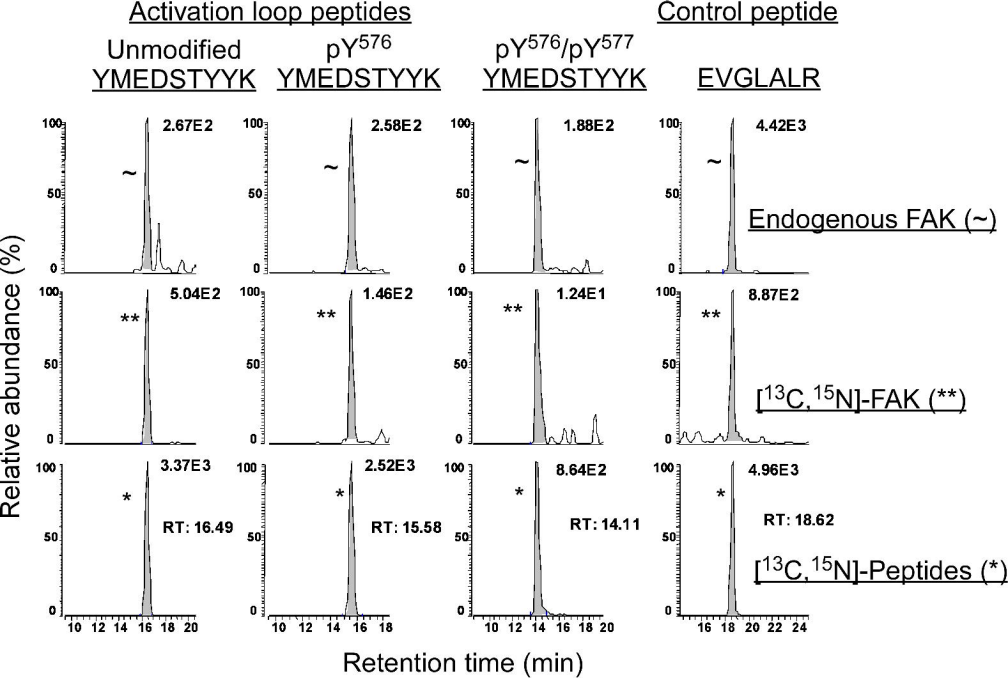 Activation loop peptides Control peptide
Unmodified pY576 pY576/pY577
YMEDSTYYK YMEDSTYYK YMEDSTYYK EVGLALR
100 2.67E2 100 2.58E2 100 1.88E2 100 4.42E3
~ ~ ~ ~
50 50 50 50
Endogenous FAK (~)
0 0 0 0
100 5.04E2 100 1.46E2 100 1.24E1 100 8.87E2
** ** ** **
50 50 50 50
[13C,15N]-FAK (**)
0 0 0 0
100 3.37E3 100 2.52E3 100 8.64E2 100 4.96E3
* * * *
RT: 16.49 RT: 15.58 RT: 14.11 RT: 18.62
50 50 50 50
[13C,15N]-Peptides (*)
0 0 0 0
10 12 14 16 18 20 10 12 14 16 18 10 12 14 16 18 20 16 18 20 22 24
Relative abundance (%)
Retention time (min)